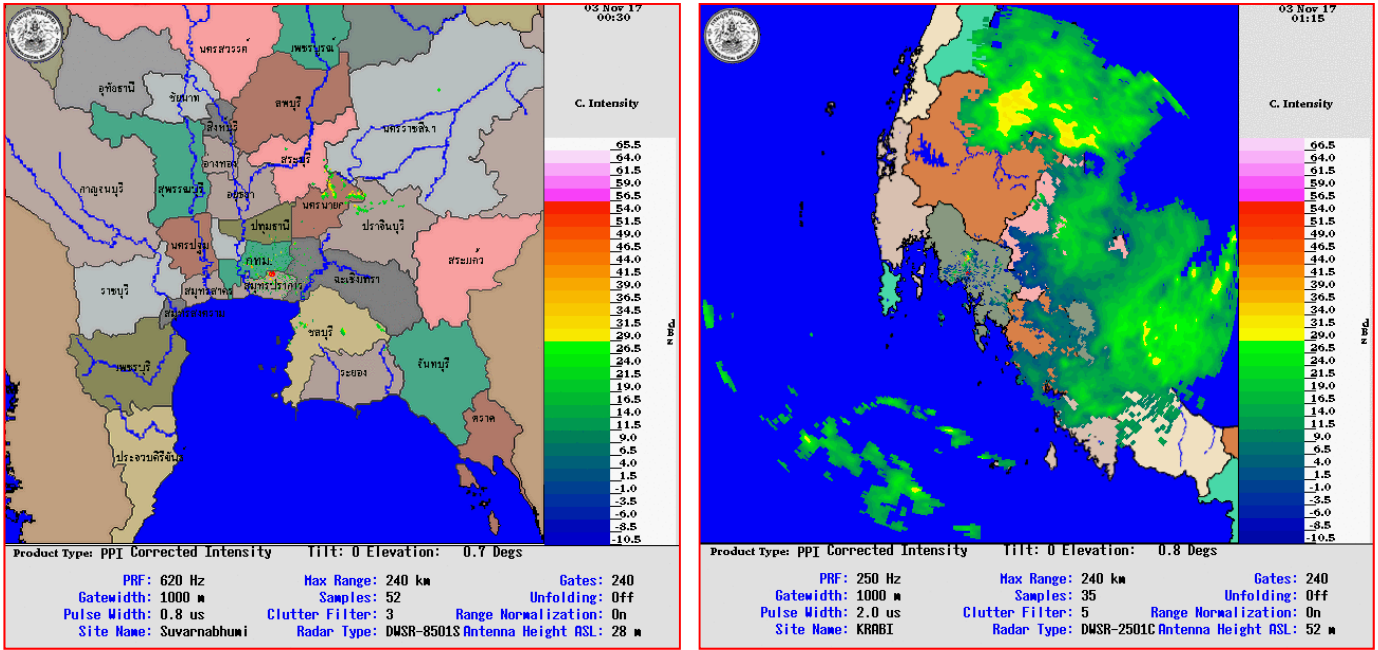 03 Nov 17
00:30
C. Intensity
65.5
64.0
61.5
59.0
56.5
54.0
51.5
49.0
46.5
44.0
41.5
39.0
36.5
34.0
31.5
29.0
26.5
24.0
21.5
19.0
16.5
14.0
11.5
9.0
6.5
4.0
1.5
-1.0
-3.5
-6.0
-8.5
-10.5
นครสวรรค์
เพชรบูรณ์
อุทัยธานี
ชัยนาท
ลพบุรี
สิงหบุรี
นครราชสีมา
อ่างทอง
สระบุรี
กาญจนบุรี
สุพรรณบุรี
อยุธยา
นครนายก
ปทุมธานี
ปราจีนบุรี
นครปฐม
กทม.
สระแก้ว
ราชบุรี
สมุทรสาคร
สมุทรปราการ
ฉะเชิงเทรา
สมุทรสงคราม
ชลบุรี
เพชรบุรี
ระยอง
จันทบุรี
ตราด
ประจวบคีรีขันธ์
Product Type: PPI Corrected Intensity Tilt: 0 Elevation: 0.7 Degs
PRF: 620 Hz Max Range: 240 km Gates: 240
Gatewidth: 1000 m Samples: 52 Unfolding: Off
Pulse Width: 0.8 us Clutter Filter: 3 Range Normalization: On
Site Name: Suvarnabhumi Radar Type: DWSR-8501S Antenna Height ASL: 28 m
03 Nov 17
01:15
C. Intensity
66.5
64.0
61.5
59.0
56.5
54.0
51.5
49.0
46.5
44.0
41.5
39.0
36.5
34.0
31.5
29.0
26.5
24.0
21.5
19.0
16.5
14.0
11.5
9.0
6.5
4.0
1.5
-1.0
-3.5
-6.0
-8.5
-10.5
Product Type: PPI Corrected Intensity Tilt: 0 Elevation: 0.8 Degs
PRF: 250 Hz Max Range: 240 km Gates: 240
Gatewidth: 1000 m Samples: 35 Unfolding: Off
Pulse Width: 2.0 us Clutter Filter: 5 Range Normalization: On
Site Name: KRABI Radar Type: DWSR-2501C Antenna Height ASL: 52 m